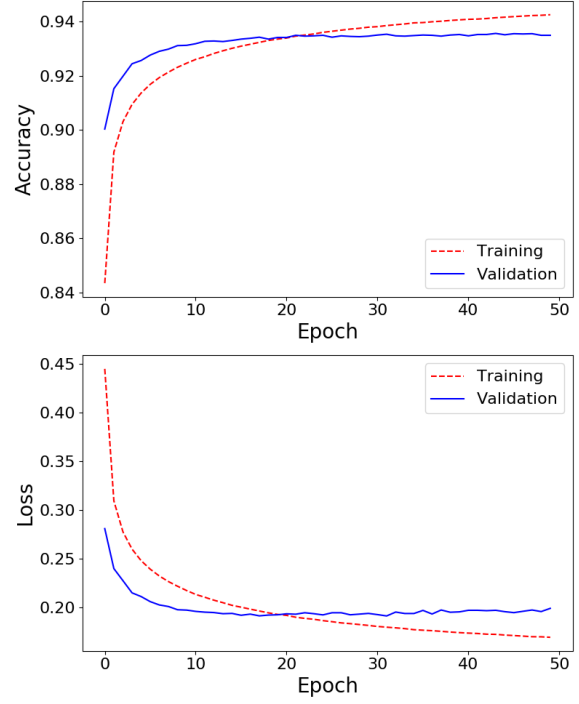 0.94
0.92
0.90
0.88
0.86
0.84
Accuracy
Training
Validation
0 10 20 30 40 50
Epoch
0.45
0.40
0.35
0.30
0.25
0.20
Loss
Training
Validation
0 10 20 30 40 50
Epoch